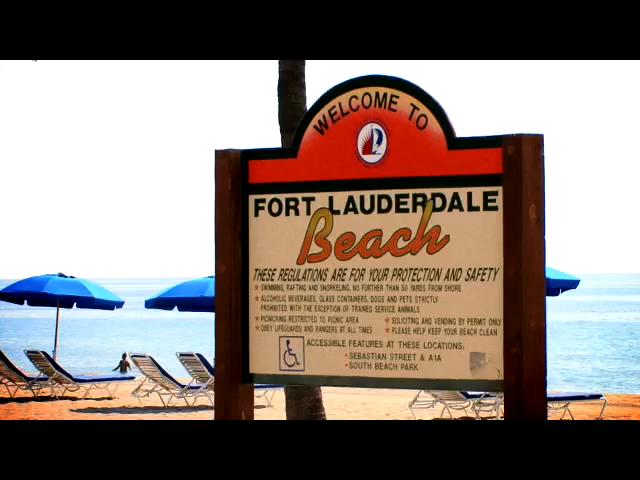 WELCOME TO
FORT LAUDERDALE
Beach
THESE REGULATIONS ARE FOR YOUR PROTECTION AND SAFETY
★ SWIMMING, RAFTING AND SNORKELING, NO FURTHER THAN 50 YARDS FROM SHORE
★ ALCOHOLIC BEVERAGES, GLASS CONTAINERS, DOGS AND PETS STRICTLY
PROHIBITED WITH THE EXCEPTION OF TRAINED SERVICE ANIMALS
★ PICNICKING RESTRICTED TO PICNIC AREA ★ SOLICITING AND VENDING BY PERMIT ONLY
★ OBEY LIFEGUARDS AND RANGERS AT ALL TIMES ★ PLEASE HELP KEEP YOUR BEACH CLEAN
ACCESSIBLE FEATURES AT THESE LOCATIONS:
• SEBASTIAN STREET & A1A
• SOUTH BEACH PARK